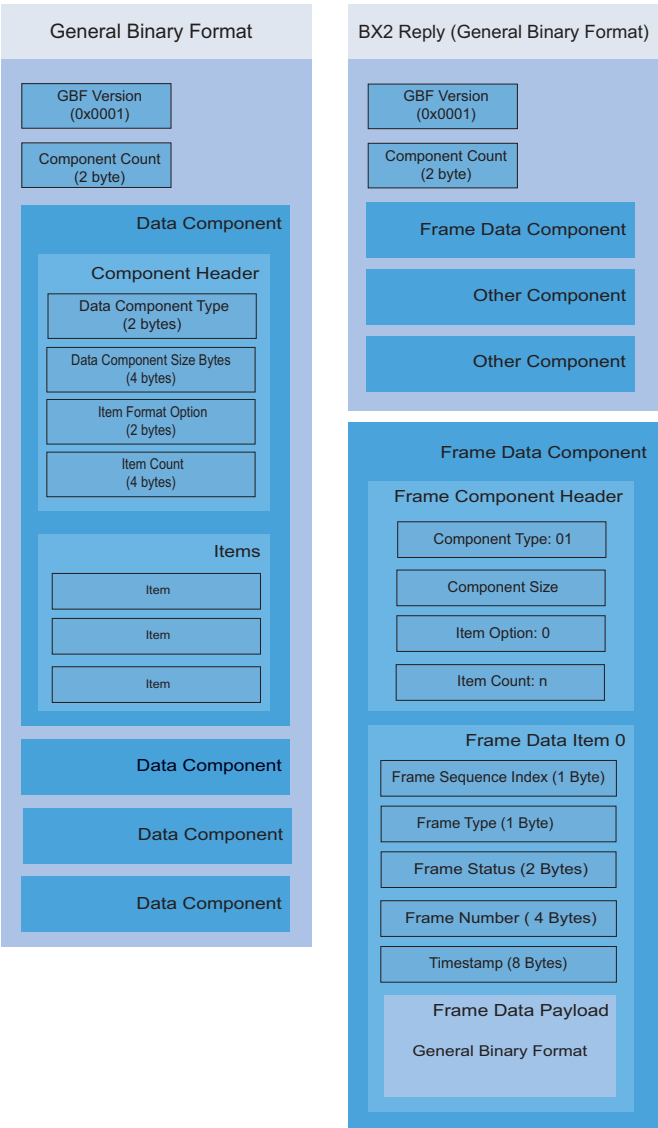 General Binary Format
GBF Version
(0x0001)
Component Count
(2 byte)
Data Component
Component Header
Data Component Type
(2 bytes)
Data Component Size Bytes
(4 bytes)
Item Format Option
(2 bytes)
Item Count
(4 bytes)
Items
Item
Item
Item
Data Component
Data Component
Data Component
BX2 Reply (General Binary Format)
GBF Version
(0x0001)
Component Count
(2 byte)
Frame Data Component
Other Component
Other Component
Frame Data Component
Frame Component Header
Component Type: 01
Component Size
Item Option: 0
Item Count: n
Frame Data Item 0
Frame Sequence Index (1 Byte)
Frame Type (1 Byte)
Frame Status (2 Bytes)
Frame Number ( 4 Bytes)
Timestamp (8 Bytes)
Frame Data Payload
General Binary Format